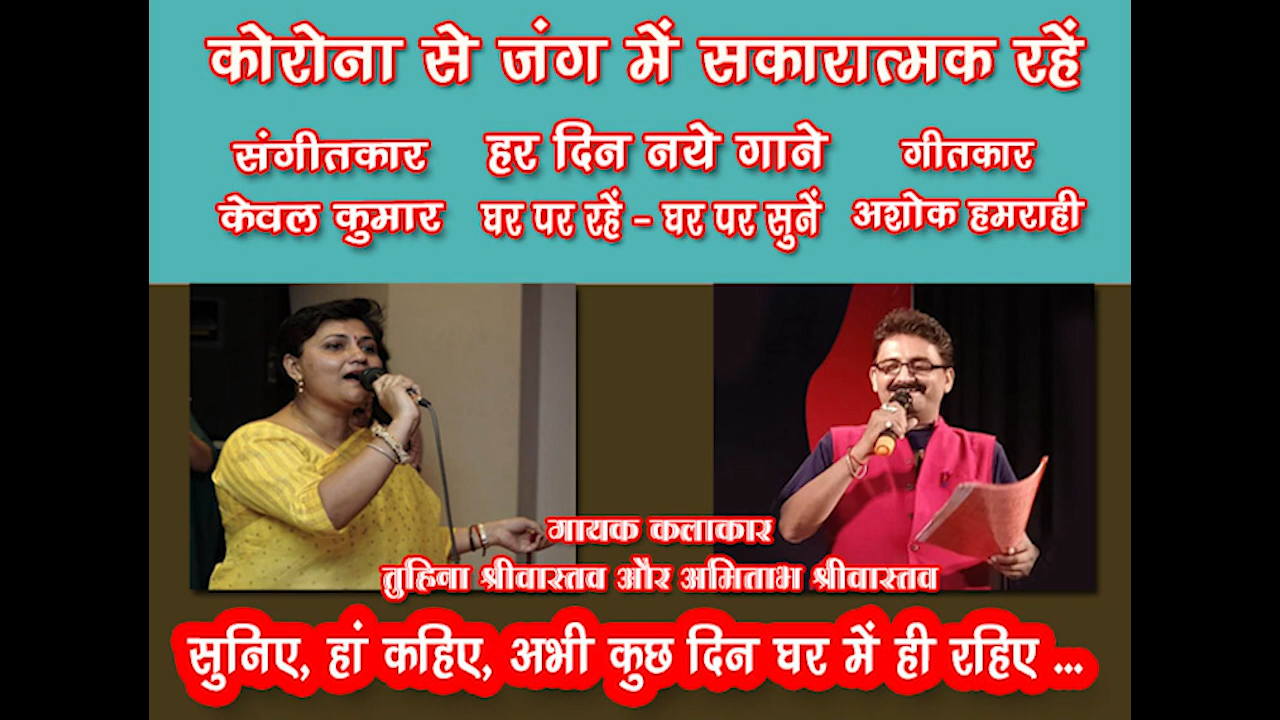 कोरोना से जंग में सकारात्मक रहें
संगीतकार हर दिन नये गाने गीतकार
केवल कुमार घर पर रहें - घर पर सुनें अशोक हमराही
गायक कलाकार
तुहिना श्रीवास्तव और अमिताभ श्रीवास्तव
सुनिए, हां कहिए, अभी कुछ दिन घर में ही रहिए ...